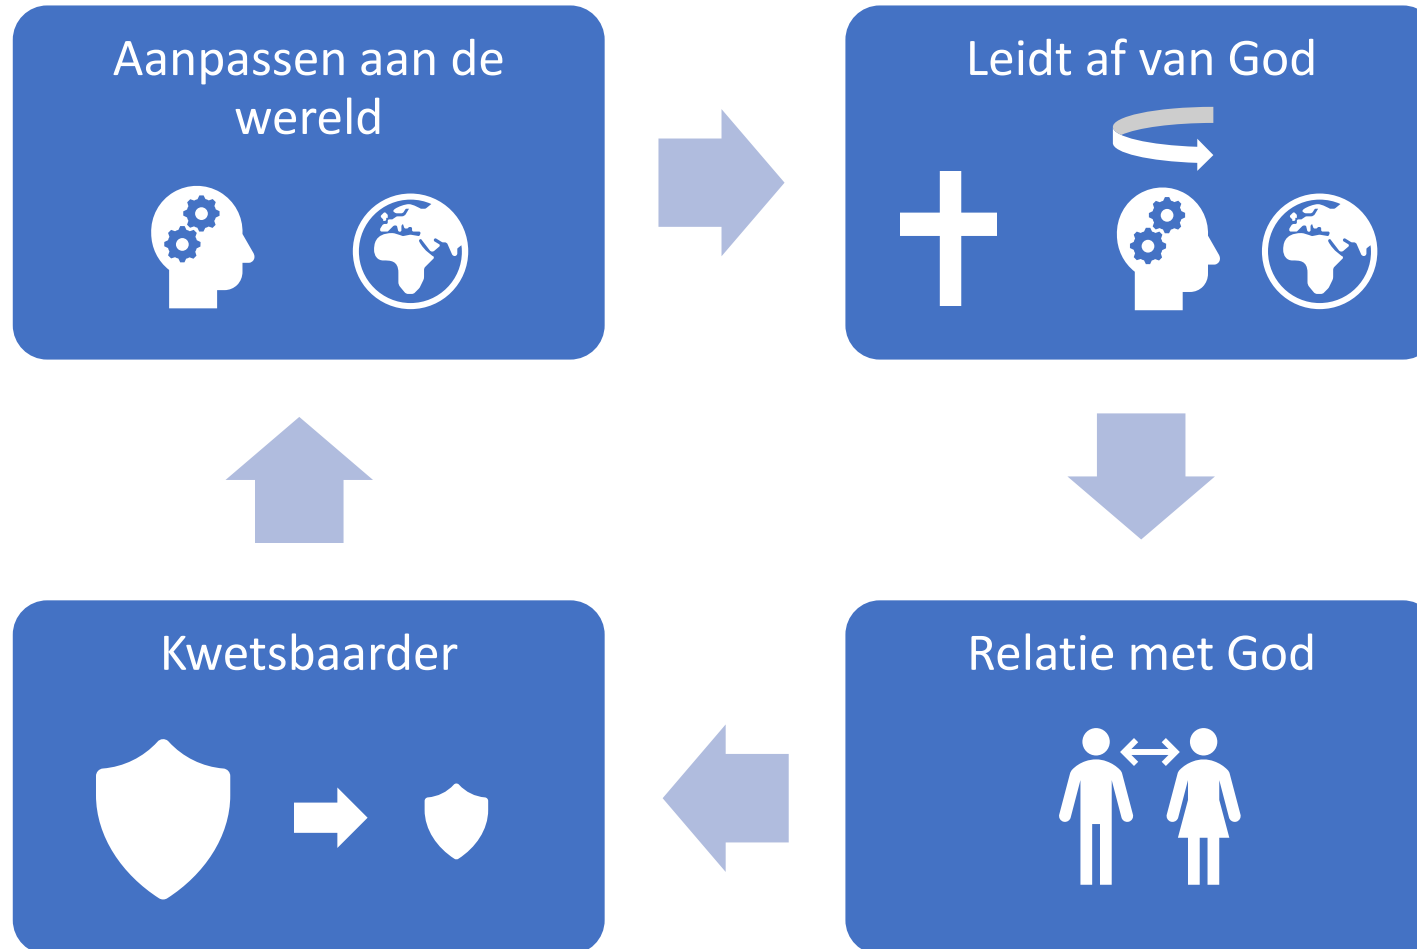 Aanpassen aan de
wereld
Leidt af van God
Kwetsbaarder
Relatie met God